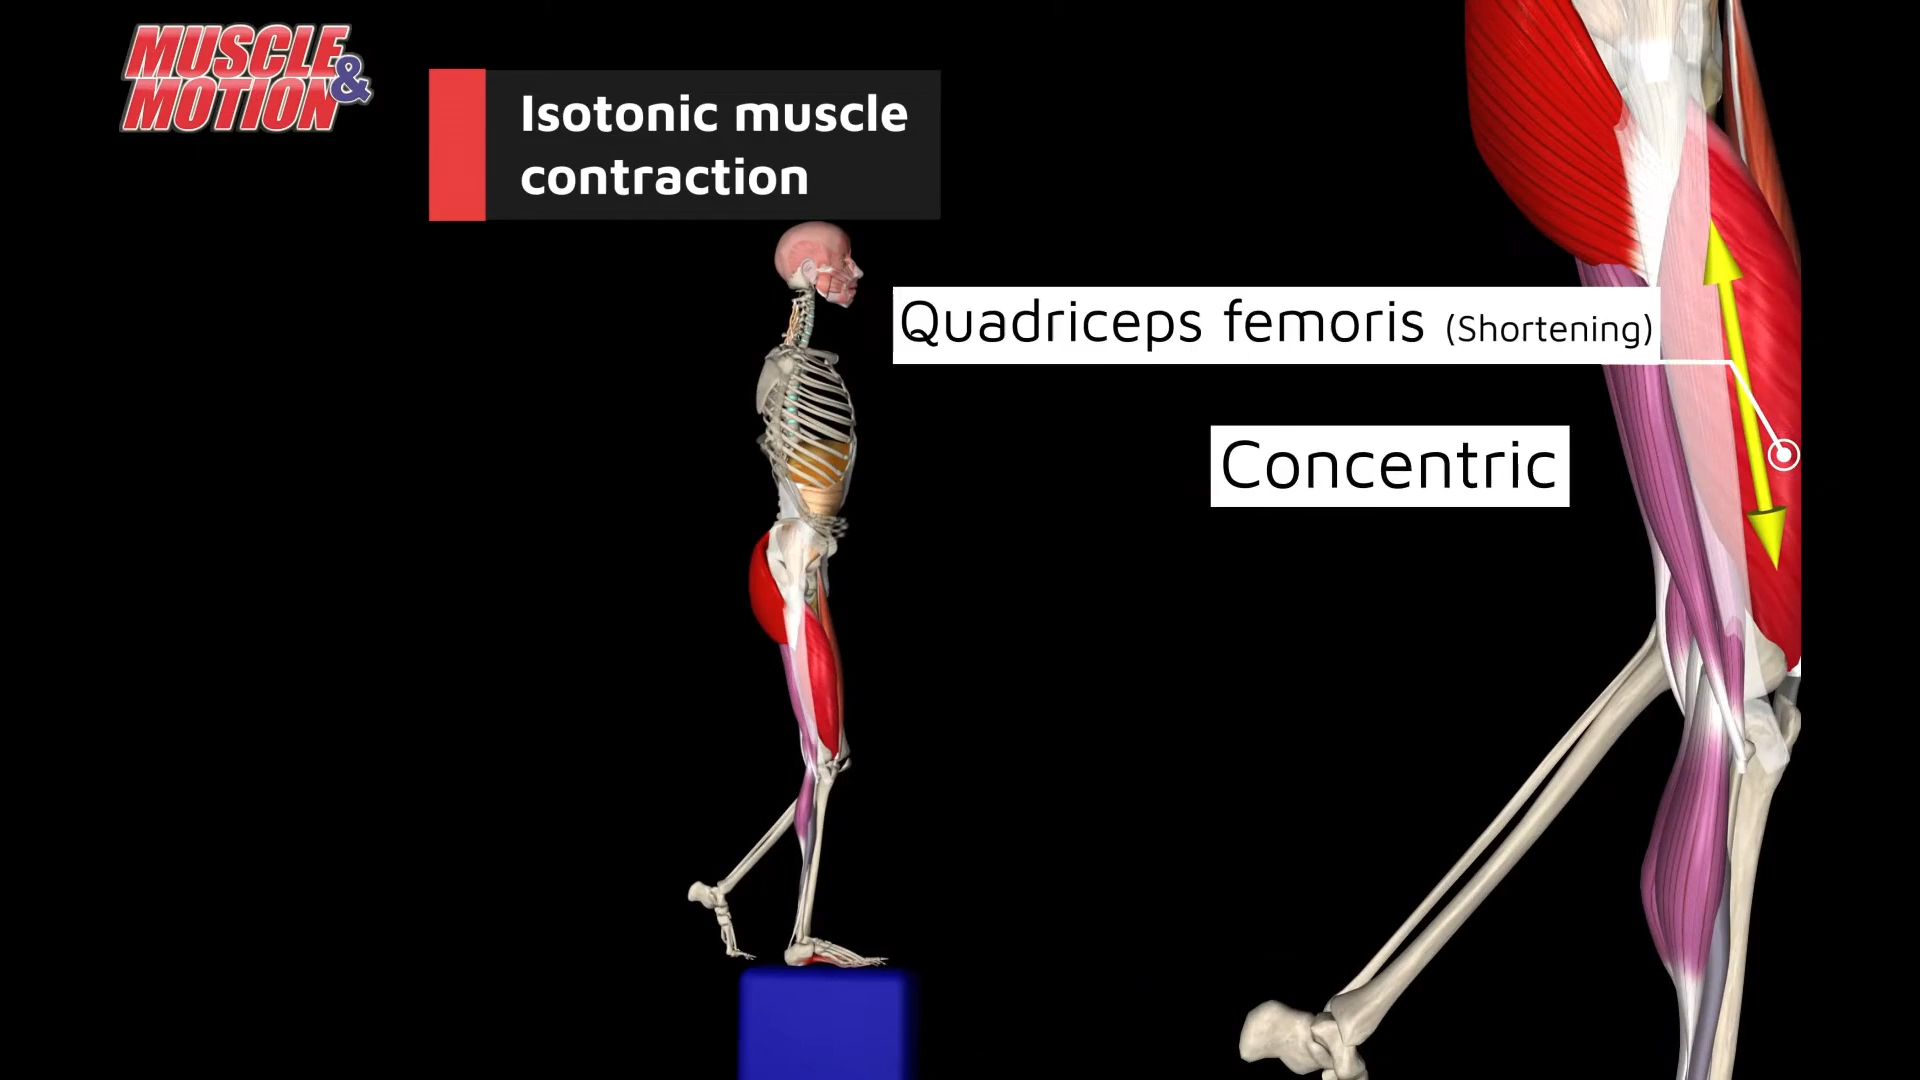 MUSCLE
& MOTION
Isotonic muscle
contraction
Quadriceps femoris (Shortening)
Concentric